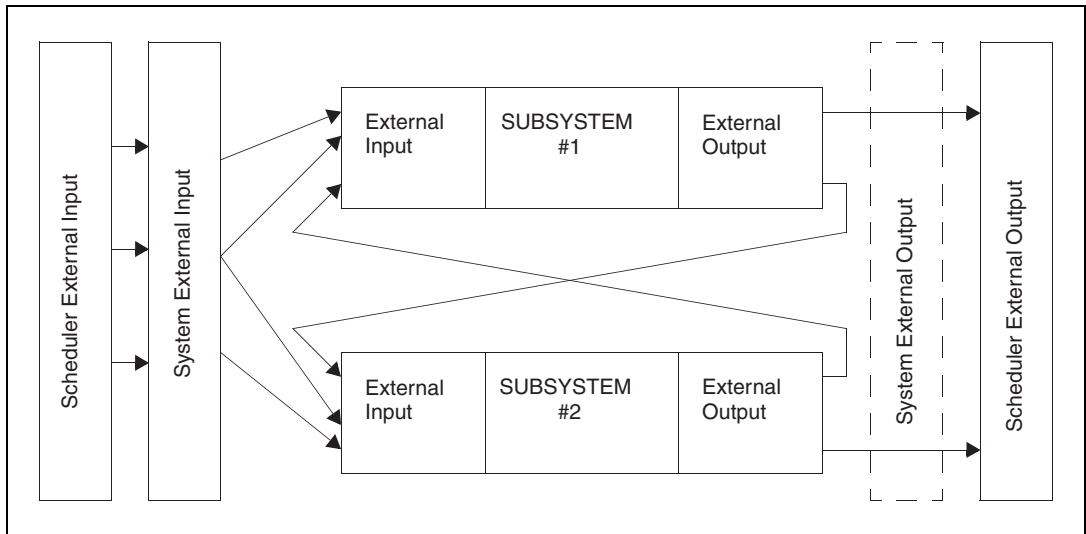 Scheduler External Input
System External Input
External
Input
SUBSYSTEM
#1
External
Output
External
Input
SUBSYSTEM
#2
External
Output
System External Output
Scheduler External Output